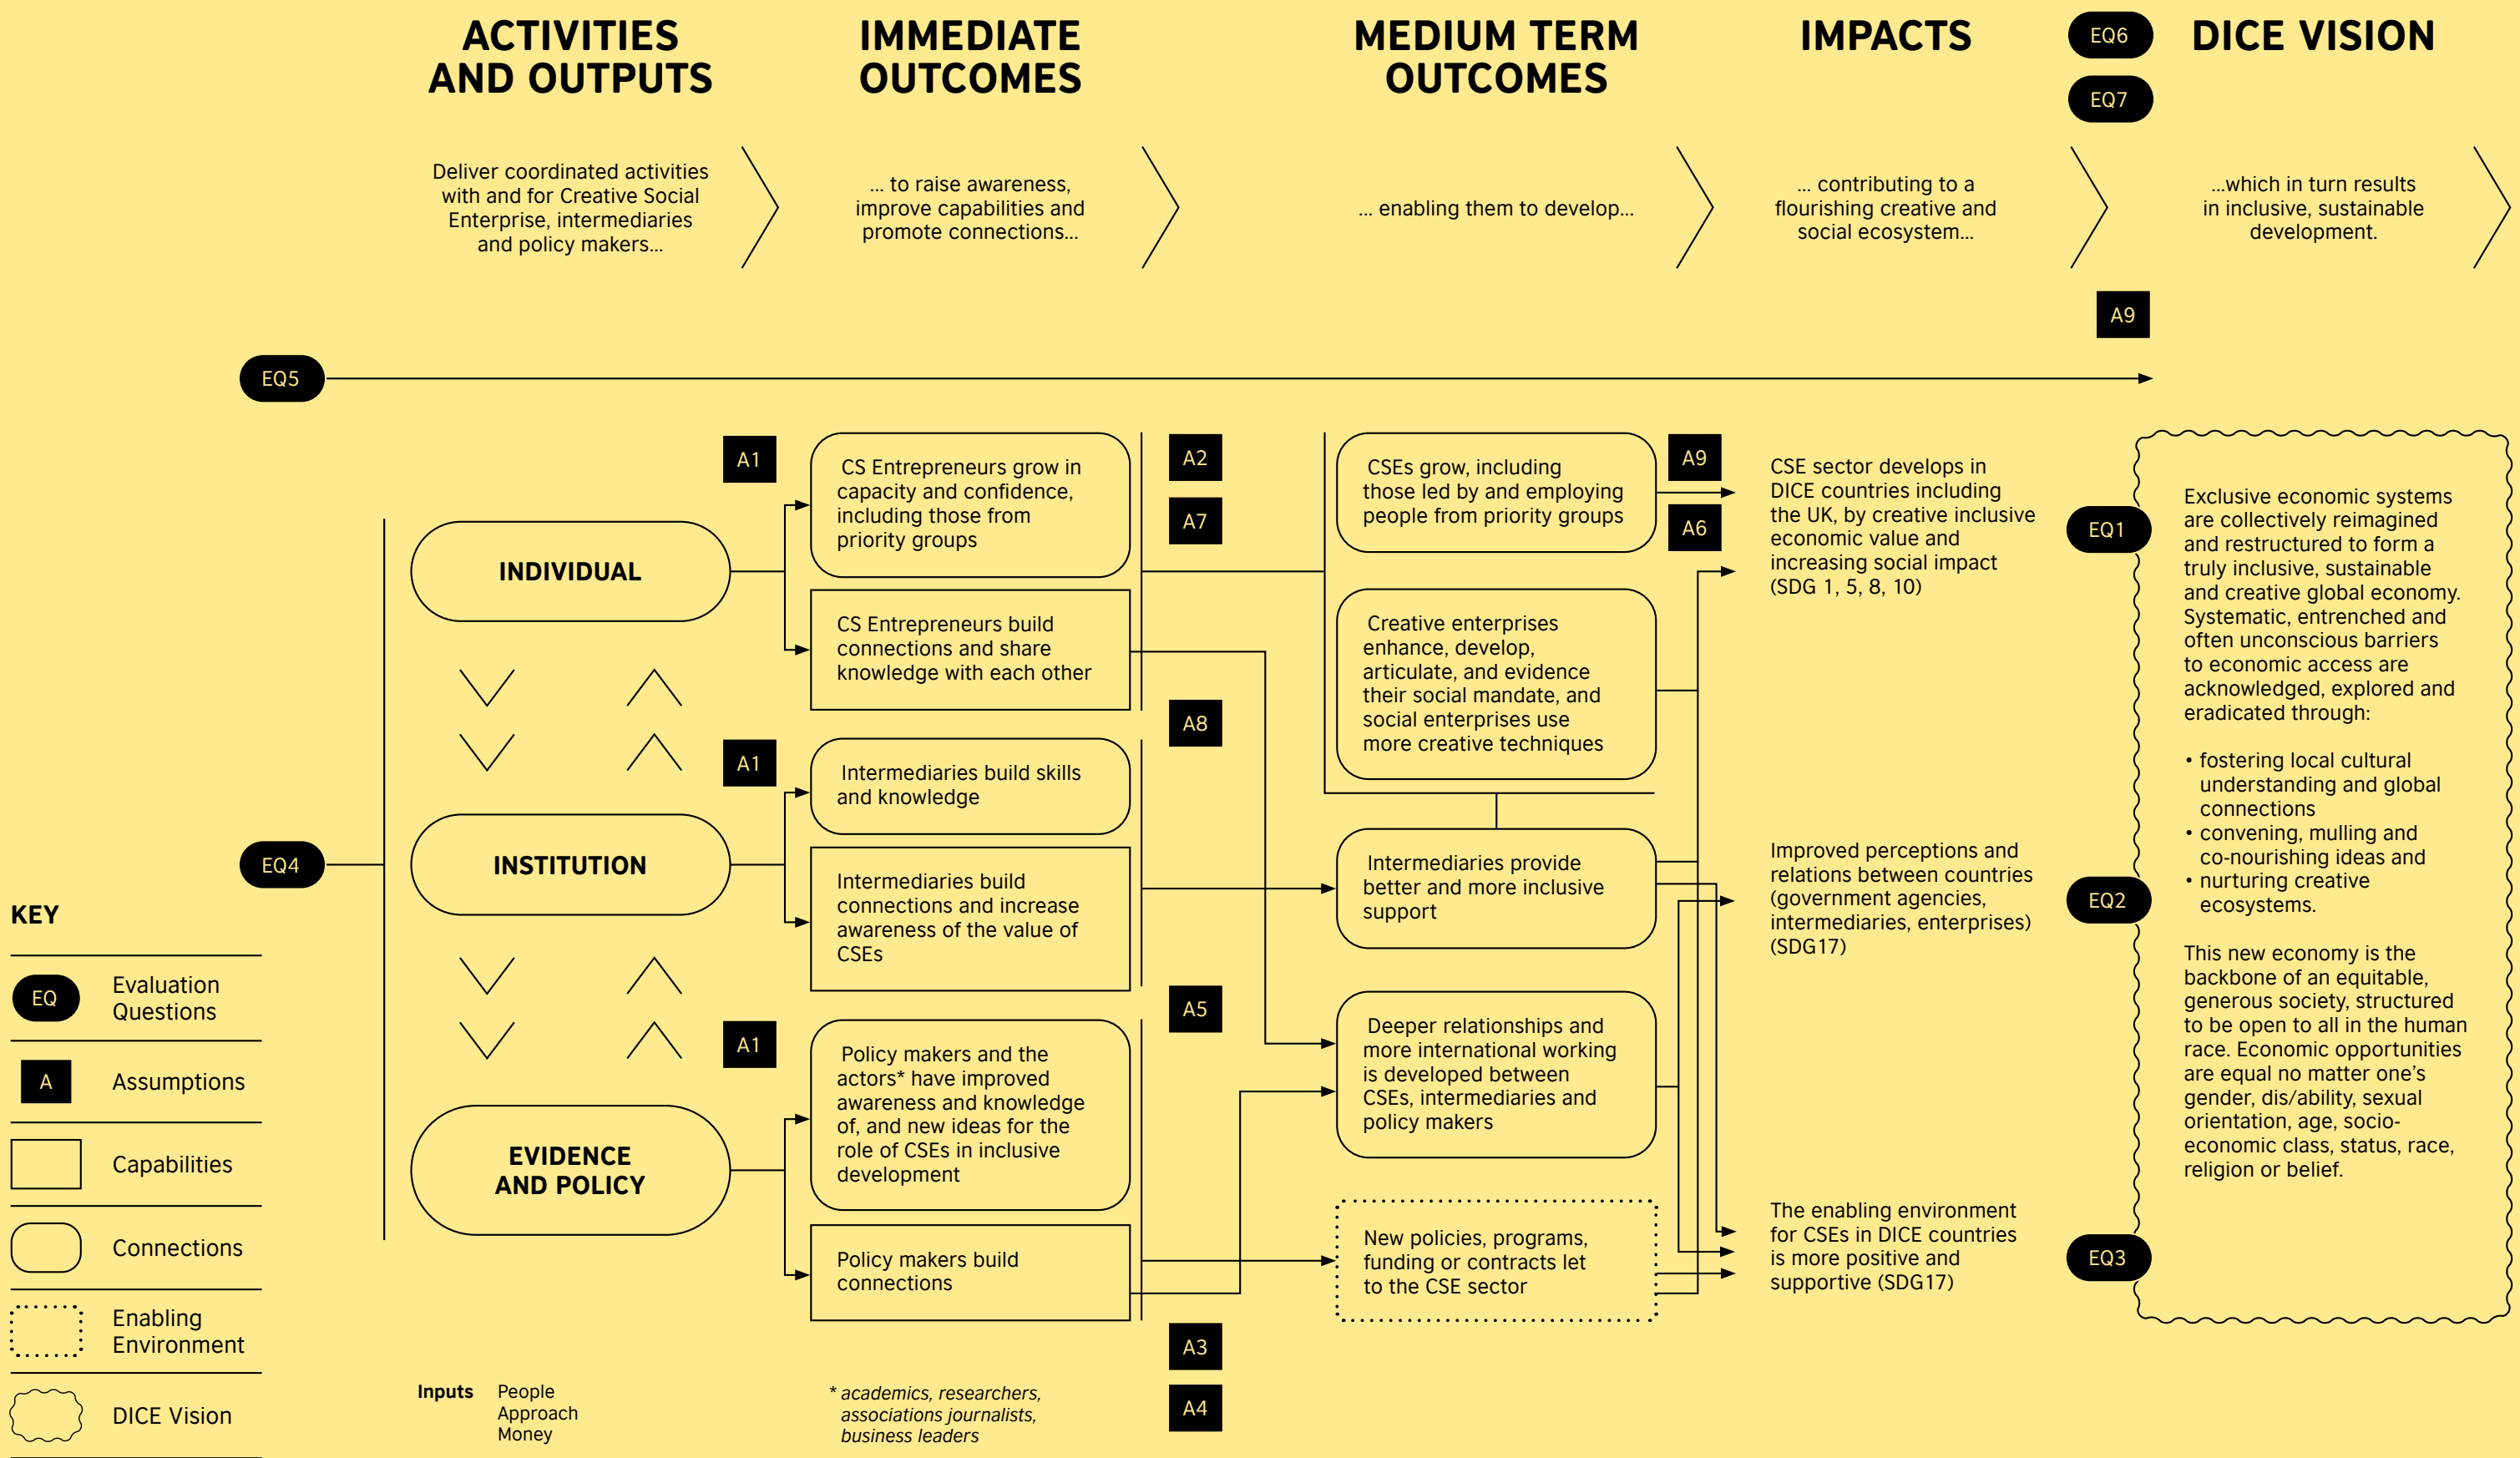 ACTIVITIES
AND OUTPUTS
IMMEDIATE
OUTCOMES
MEDIUM TERM
OUTCOMES
IMPACTS
EQ6
EQ7
DICE VISION
Deliver coordinated activities
with and for Creative Social
Enterprise, intermediaries
and policy makers...
... to raise awareness,
improve capabilities and
promote connections...
... enabling them to develop...
... contributing to a
flourishing creative and
social ecosystem...
...which in turn results
in inclusive, sustainable
development.
A9
EQ5
EQ4
INDIVIDUAL
INSTITUTION
EVIDENCE
AND POLICY
A1
CS Entrepreneurs grow in
capacity and confidence,
including those from
priority groups
CS Entrepreneurs build
connections and share
knowledge with each other
A1
Intermediaries build skills
and knowledge
Intermediaries build
connections and increase
awareness of the value of
CSEs
A1
Policy makers and the
actors* have improved
awareness and knowledge
of, and new ideas for the
role of CSEs in inclusive
development
Policy makers build
connections
A2
A7
A8
A5
A3
A4
CSEs grow, including
those led by and employing
people from priority groups
Creative enterprises
enhance, develop,
articulate, and evidence
their social mandate, and
social enterprises use
more creative techniques
Intermediaries provide
better and more inclusive
support
Deeper relationships and
more international working
is developed between
CSEs, intermediaries and
policy makers
New policies, programs,
funding or contracts let
to the CSE sector
A9
A6
CSE sector develops in
DICE countries including
the UK, by creative inclusive
economic value and
increasing social impact
(SDG 1, 5, 8, 10)
Improved perceptions and
relations between countries
(government agencies,
intermediaries, enterprises)
(SDG17)
The enabling environment
for CSEs in DICE countries
is more positive and
supportive (SDG17)
EQ1
EQ2
EQ3
Exclusive economic systems
are collectively reimagined
and restructured to form a
truly inclusive, sustainable
and creative global economy.
Systematic, entrenched and
often unconscious barriers
to economic access are
acknowledged, explored and
eradicated through:
• fostering local cultural
understanding and global
connections
• convening, mulling and
co-nourishing ideas and
• nurturing creative
ecosystems.
This new economy is the
backbone of an equitable,
generous society, structured
to be open to all in the human
race. Economic opportunities
are equal no matter one's
gender, dis/ability, sexual
orientation, age, socio-
economic class, status, race,
religion or belief.
KEY
EQ
Evaluation
Questions
A
Assumptions
Capabilities
Connections
Enabling
Environment
DICE Vision
Inputs People
Approach
Money
* academics, researchers,
associations journalists,
business leaders